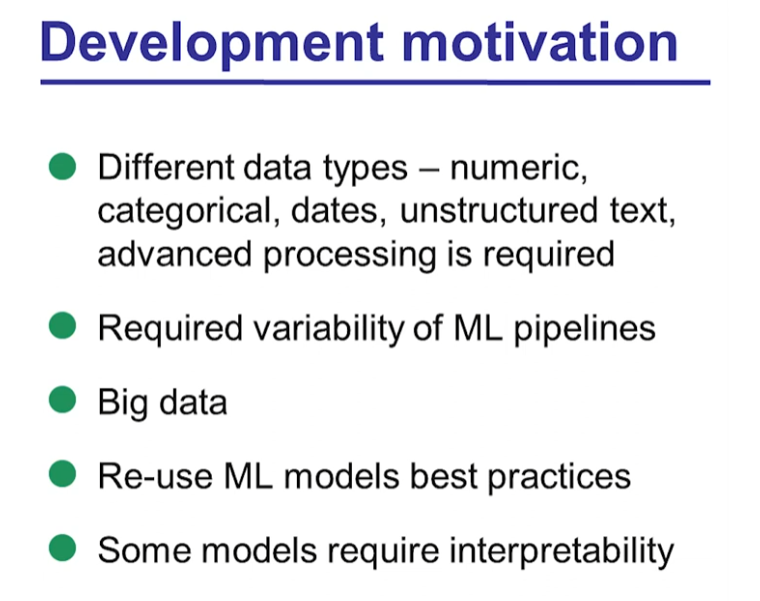 Development motivation
Different data types – numeric,
categorical, dates, unstructured text,
advanced processing is required
Required variability of ML pipelines
Big data
Re-use ML models best practices
Some models require interpretability